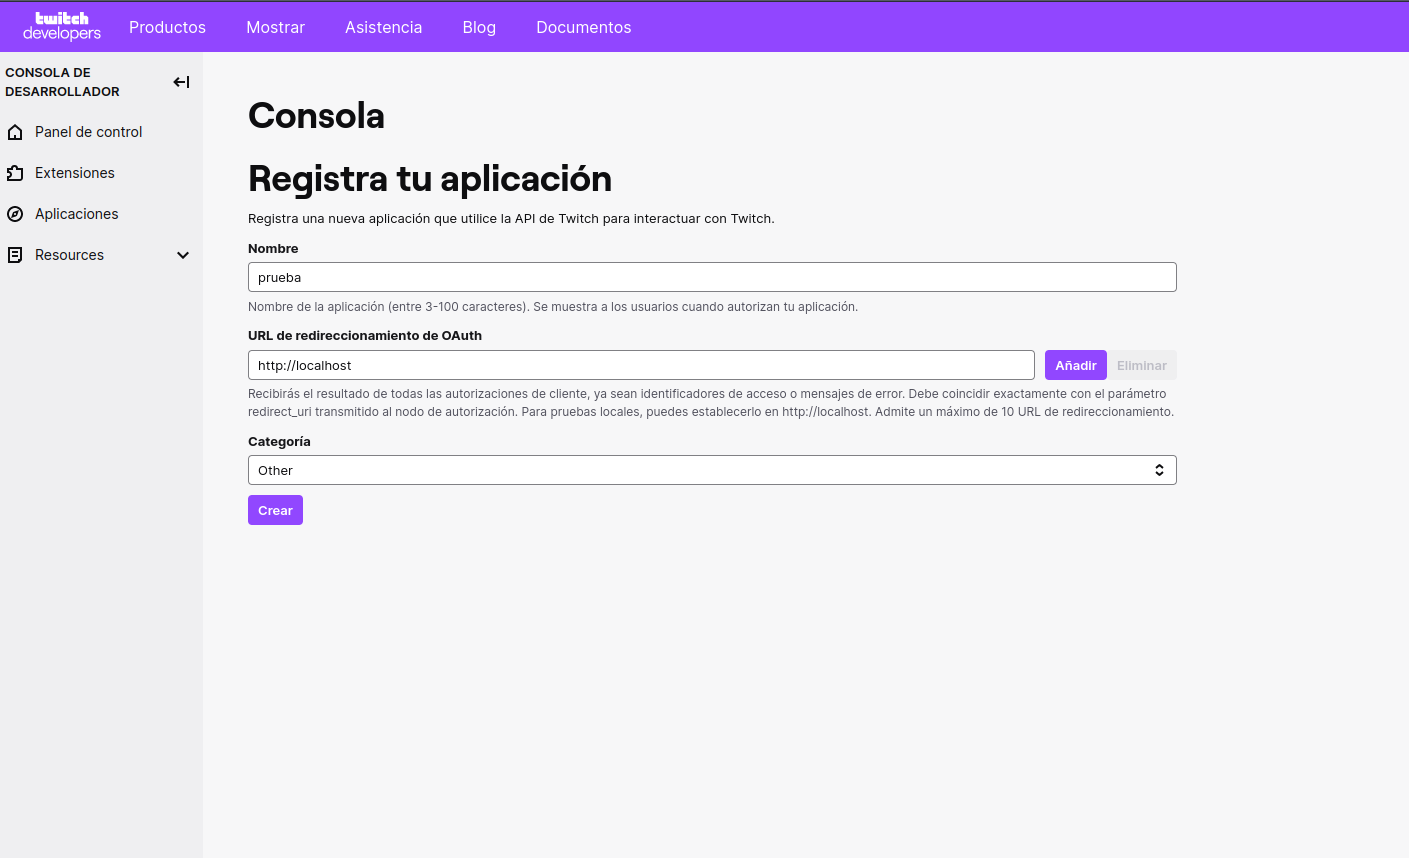 twitch
developers
Productos
Mostrar
Asistencia
Blog
Documentos
CONSOLA DE
DESARROLLADOR
Panel de control
Extensiones
Aplicaciones
Resources
Consola
Registra tu aplicación
Registra una nueva aplicación que utilice la API de Twitch para interactuar con Twitch.
Nombre
prueba
Nombre de la aplicación (entre 3-100 caracteres). Se muestra a los usuarios cuando autorizan tu aplicación.
URL de redireccionamiento de OAuth
http://localhost
Añadir
Eliminar
Recibirás el resultado de todas las autorizaciones de cliente, ya sean identificadores de acceso o mensajes de error. Debe coincidir exactamente con el parámetro
redirect_uri transmitido al nodo de autorización. Para pruebas locales, puedes establecerlo en http://localhost. Admite un máximo de 10 URL de redireccionamiento.
Categoría
Other
Crear